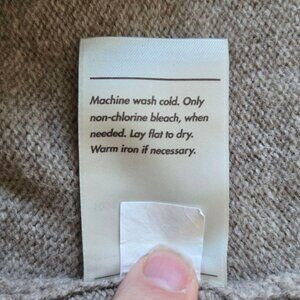 Machine wash cold. Only
non-chlorine bleach, when
needed. Lay flat to dry.
Warm iron if necessary.